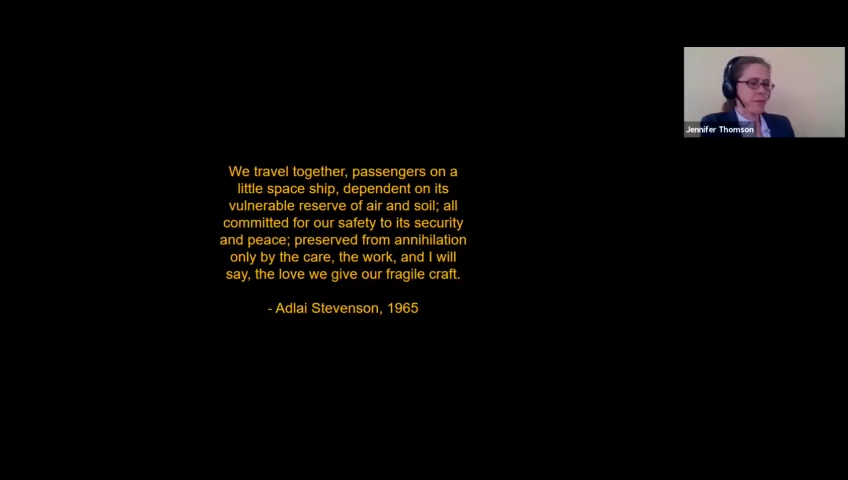 We travel together, passengers on a
little space ship, dependent on its
vulnerable reserve of air and soil; all
committed for our safety to its security
and peace; preserved from annihilation
only by the care, the work, and I will
say, the love we give our fragile craft.
- Adlai Stevenson, 1965
Jennifer Thomson